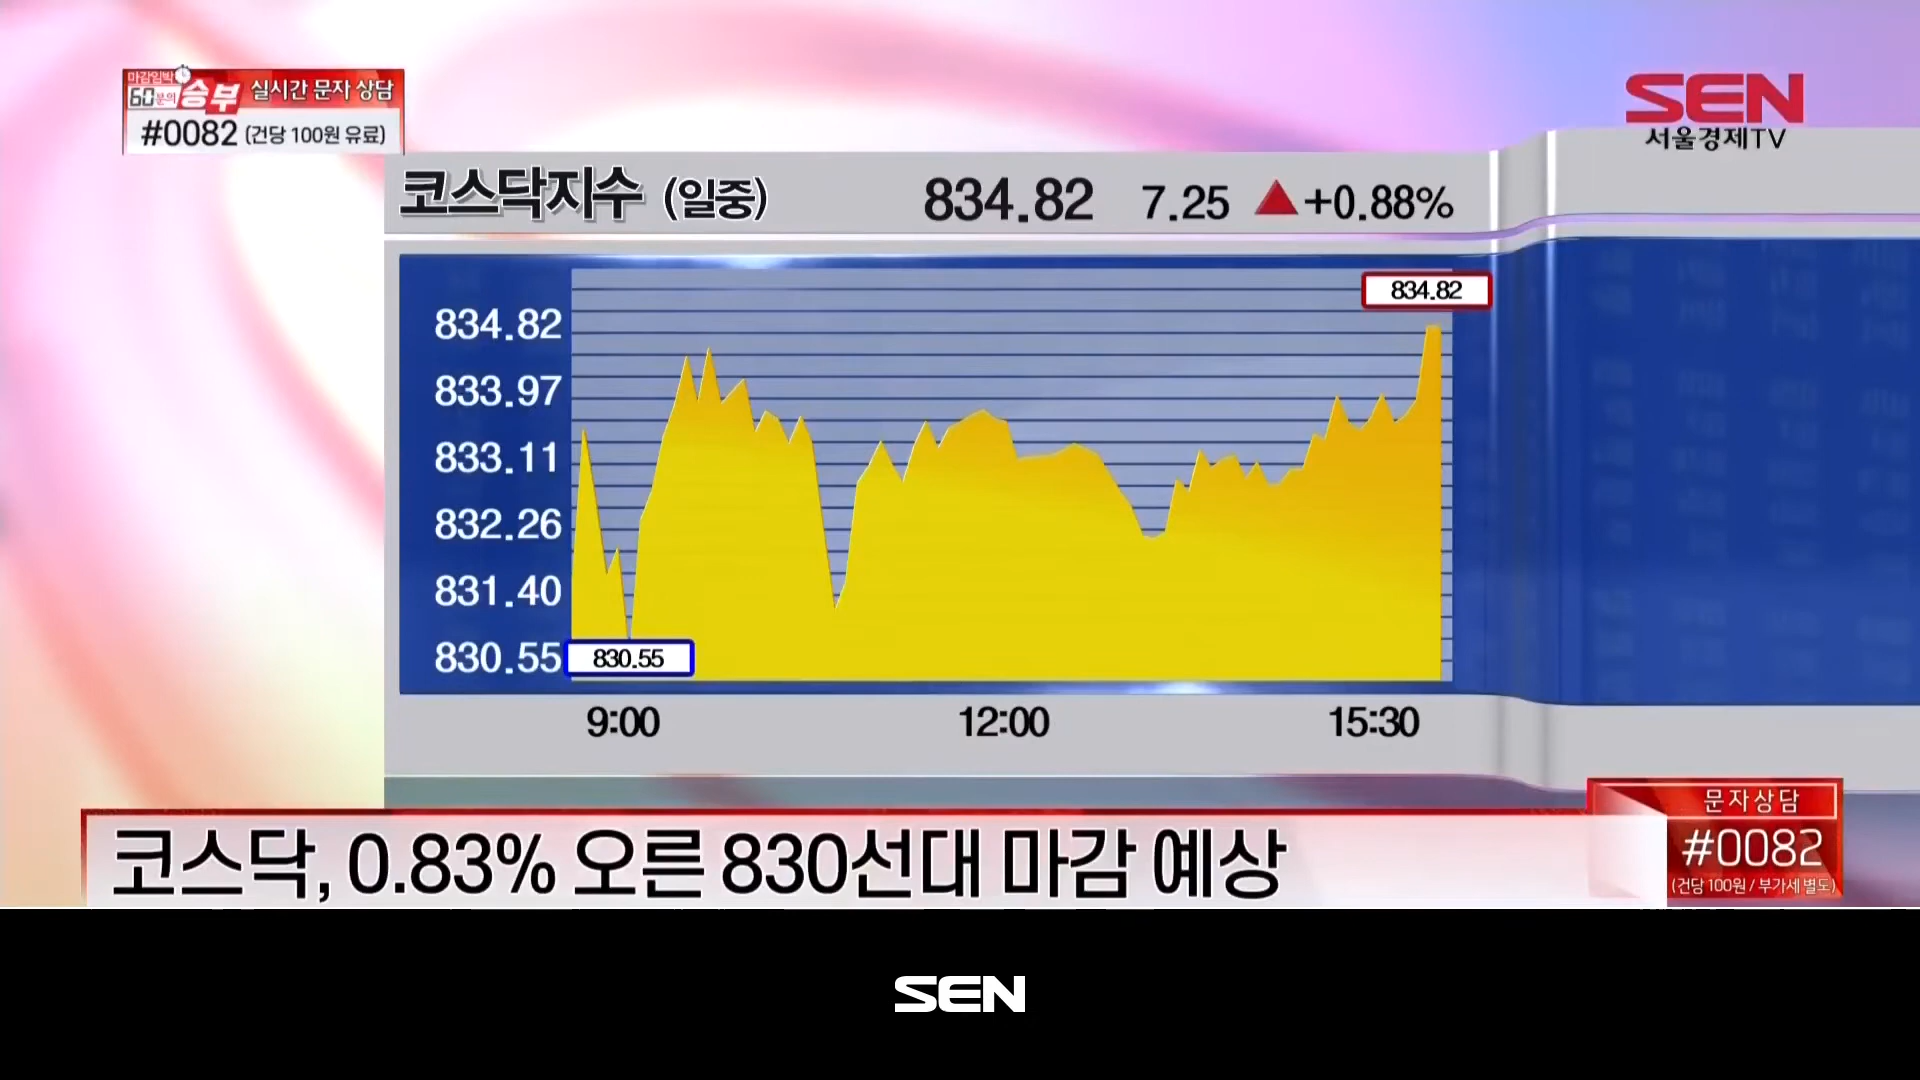 마감임박
60분의 승부 실시간 문자 상담
#0082 (건당 100원 유료)
SEN
서울경제TV
코스닥지수 (일중) 834.82 7.25 ▲+0.88%
834.82
834.82
833.97
833.11
832.26
831.40
830.55
830.55
9:00 12:00 15:30
문자상담
#0082
(건당 100원 / 부가세 별도)
코스닥, 0.83% 오른 830선대 마감 예상
SEN